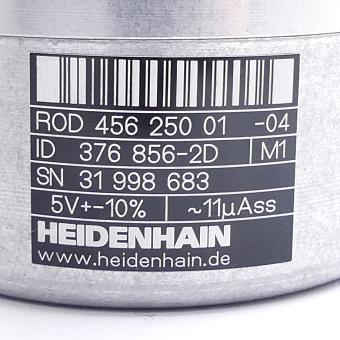 ROD 456 250 01 -04
ID 376 856-2D M1
SN 31 998 683
5V+-10% ~11µAss
HEIDENHAIN
www.heidenhain.de